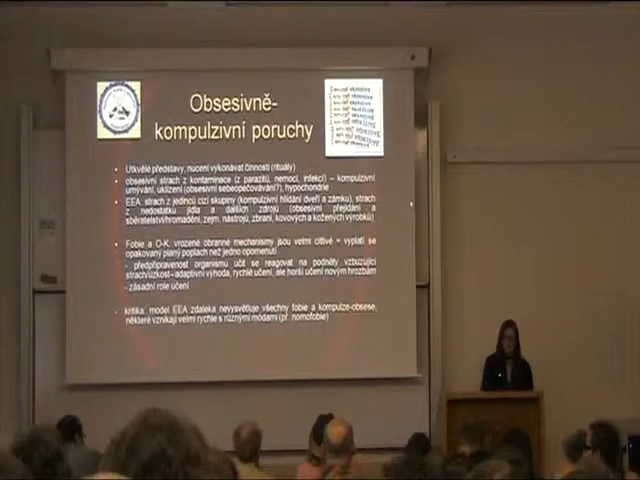 Obsesivně-
kompulzivní poruchy
Utkvělé představy, nucení vykonávat činnosti (rituály)
obsesivní strach z kontaminace (z parazitů, nemoci, infekcí) – kompulzivní
umývání, uklízení (obsesivní sebeopečovávání?), hypochondrie
EEA: strach z jedinců cizí skupiny (kompulzivní hlídání dveří a zámků), strach
z nedostatku jídla a dalších zdrojů (obsesivní přejídání a
sběratelství/hromadění, zejm. nástrojů, zbraní, kovových a kožených výrobků)
Fobie a O-K: vrozené obranné mechanismy jsou velmi citlivé – vyplatí se
opakovaný planý poplach než jedno opomenutí
- předpřipravenost organismu učit se reagovat na podněty vzbuzující
strach/úzkost– adaptivní výhoda, rychlé učení, ale horší učení novým hrozbám
- zásadní role učení
kritika: model EEA zdaleka nevysvětluje všechny fobie a kompulze-obsese,
některé vznikají velmi rychle s různými módami (př. nomofobie)